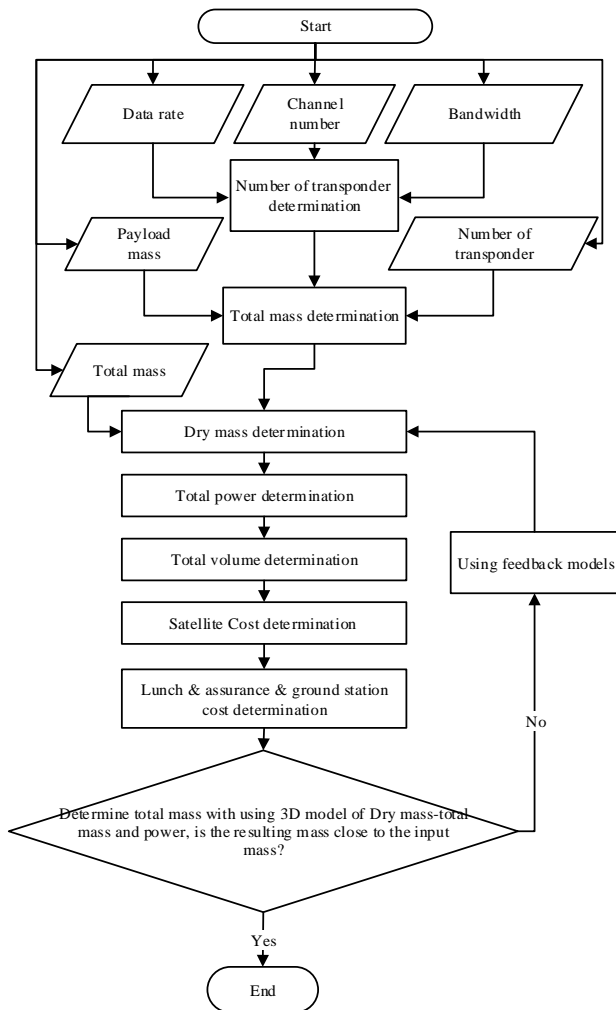 Start
Data rate
Channel
number
Bandwidth
Number of transponder
determination
Payload
mass
Number of
transponder
Total mass determination
Total mass
Dry mass determination
Total power determination
Using feedback models
Total volume determination
Satellite Cost determination
Lunch & assurance & ground station
cost determination
No
Determine total mass with using 3D model of Dry mass-total
mass and power, is the resulting mass close to the input
mass?
Yes
End